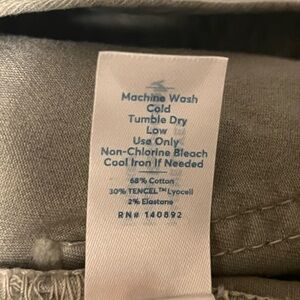 Machine Wash
Cold
Tumble Dry
Low
Use Only
Non-Chlorine Bleach
Cool Iron If Needed
68% Cotton
30% TENCEL™ Lyocell
2% Elastane
RN# 140892